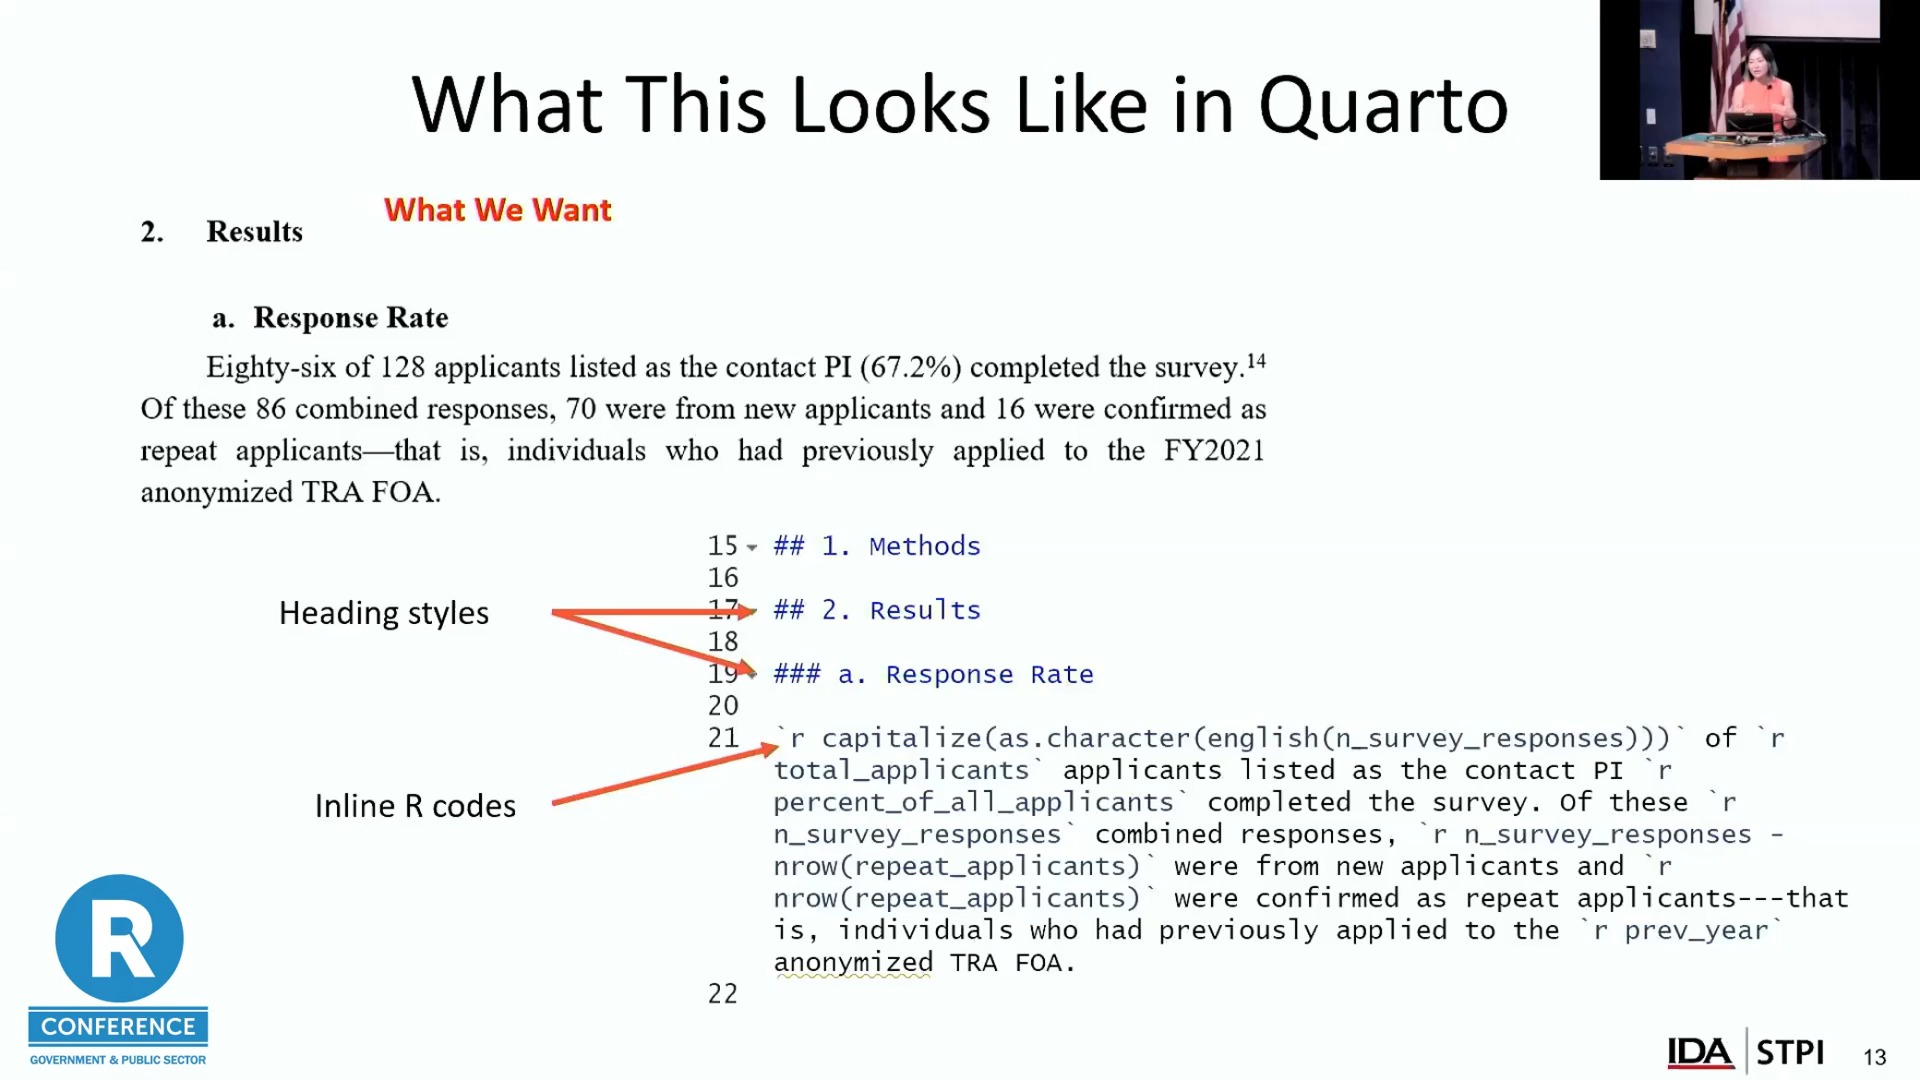 What This Looks Like in Quarto
What We Want
2. Results
a. Response Rate
Eighty-six of 128 applicants listed as the contact PI (67.2%) completed the survey.14
Of these 86 combined responses, 70 were from new applicants and 16 were confirmed as
repeat applicants—that is, individuals who had previously applied to the FY2021
anonymized TRA FOA.
Heading styles
Inline R codes
15 ## 1. Methods
16
17 ## 2. Results
18
19 ### a. Response Rate
20
21 `r capitalize(as.character(english(n_survey_responses)))` of `r
total_applicants` applicants listed as the contact PI `r
percent_of_all_applicants` completed the survey. Of these `r
n_survey_responses` combined responses, `r n_survey_responses -
nrow(repeat_applicants)` were from new applicants and `r
nrow(repeat_applicants)` were confirmed as repeat applicants---that
is, individuals who had previously applied to the `r prev_year`
anonymized TRA FOA.
22
R
CONFERENCE
GOVERNMENT & PUBLIC SECTOR
IDA | STPI
13